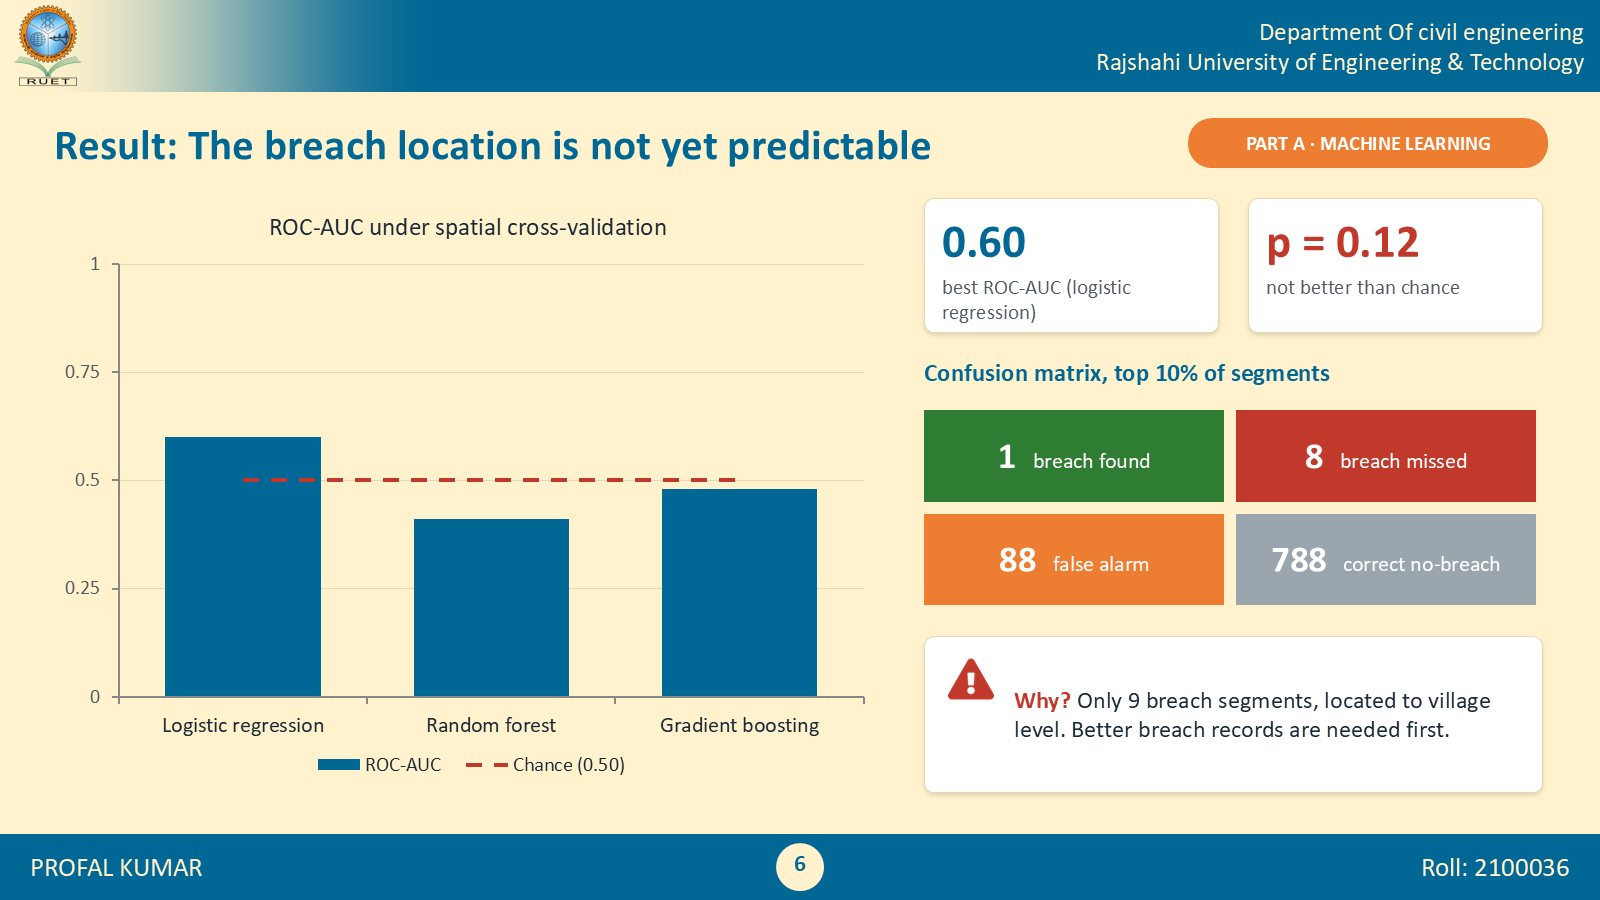 RUET
Department Of civil engineering
Rajshahi University of Engineering & Technology
Result: The breach location is not yet predictable
PART A · MACHINE LEARNING
ROC-AUC under spatial cross-validation
1
0.75
0.5
0.25
0
Logistic regression
Random forest
Gradient boosting
ROC-AUC
Chance (0.50)
0.60
best ROC-AUC (logistic
regression)
p = 0.12
not better than chance
Confusion matrix, top 10% of segments
1 breach found
8 breach missed
88 false alarm
788 correct no-breach
Why? Only 9 breach segments, located to village
level. Better breach records are needed first.
PROFAL KUMAR
6
Roll: 2100036